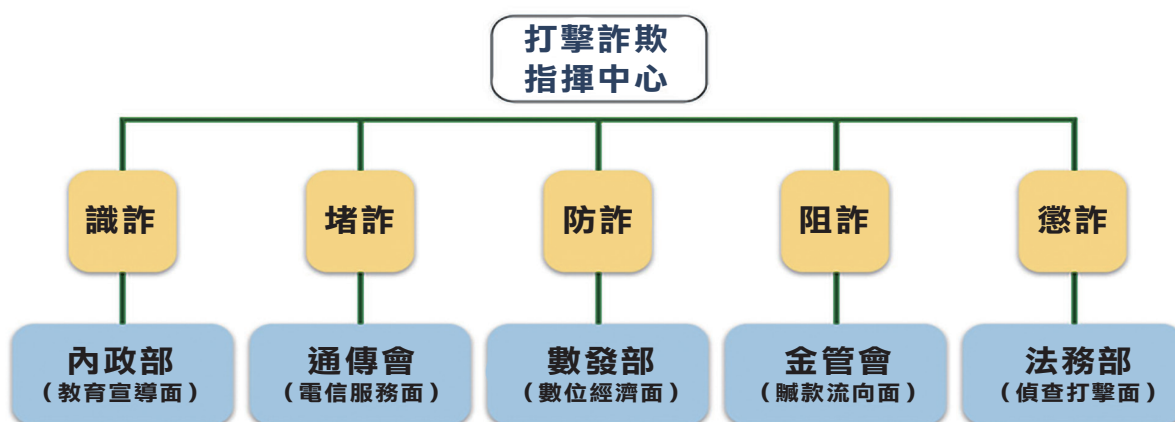 打擊詐欺
指揮中心
識詐
堵詐
防詐
阻詐
懲詐
內政部
（教育宣導面）
通傳會
（電信服務面）
數發部
（數位經濟面）
金管會
（贓款流向面）
法務部
（偵查打擊面）